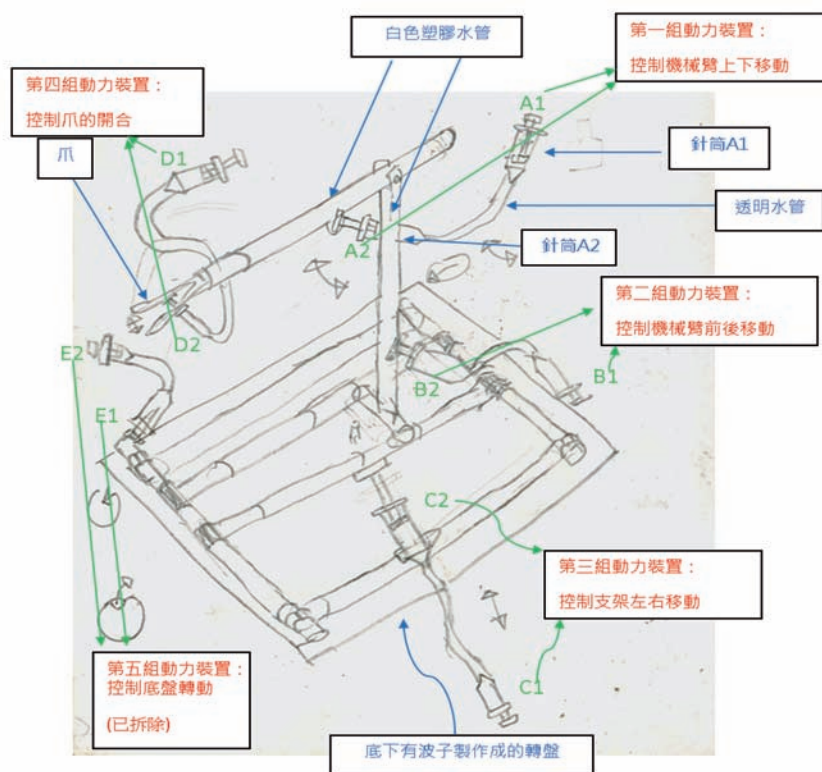 白色塑膠水管
第一組動力裝置：
控制機械臂上下移動
第四組動力裝置：
控制爪的開合
A1
D1
爪
針筒A1
透明水管
A2
針筒A2
第二組動力裝置：
控制機械臂前後移動
D2
E2
B2
B1
E1
C2
第三組動力裝置：
控制支架左右移動
第五組動力裝置：
控制底盤轉動
(已拆除)
C1
底下有波子製作成的轉盤